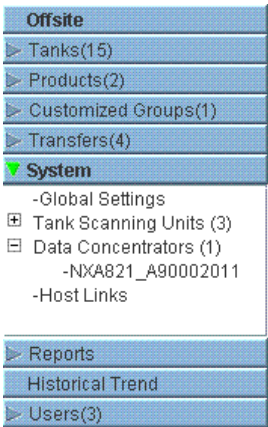 Offsite
Tanks(15)
Products(2)
Customized Groups(1)
Transfers(4)
System
-Global Settings
Tank Scanning Units (3)
Data Concentrators (1)
-NXA821_A90002011
-Host Links
Reports
Historical Trend
Users(3)